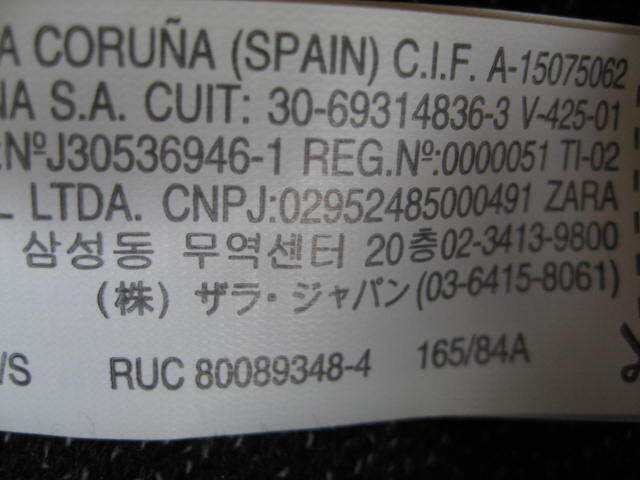 A CORUÑA (SPAIN) C.I.F. A-15075062
NA S.A. CUIT: 30-69314836-3 V-425-01
:NºJ30536946-1 REG.Nº:0000051 TI-02
L LTDA. CNPJ:02952485000491 ZARA
삼성동 무역센터 20층02-3413-9800
(株) ザラ・ジャパン (03-6415-8061)
/S RUC 80089348-4 165/84A